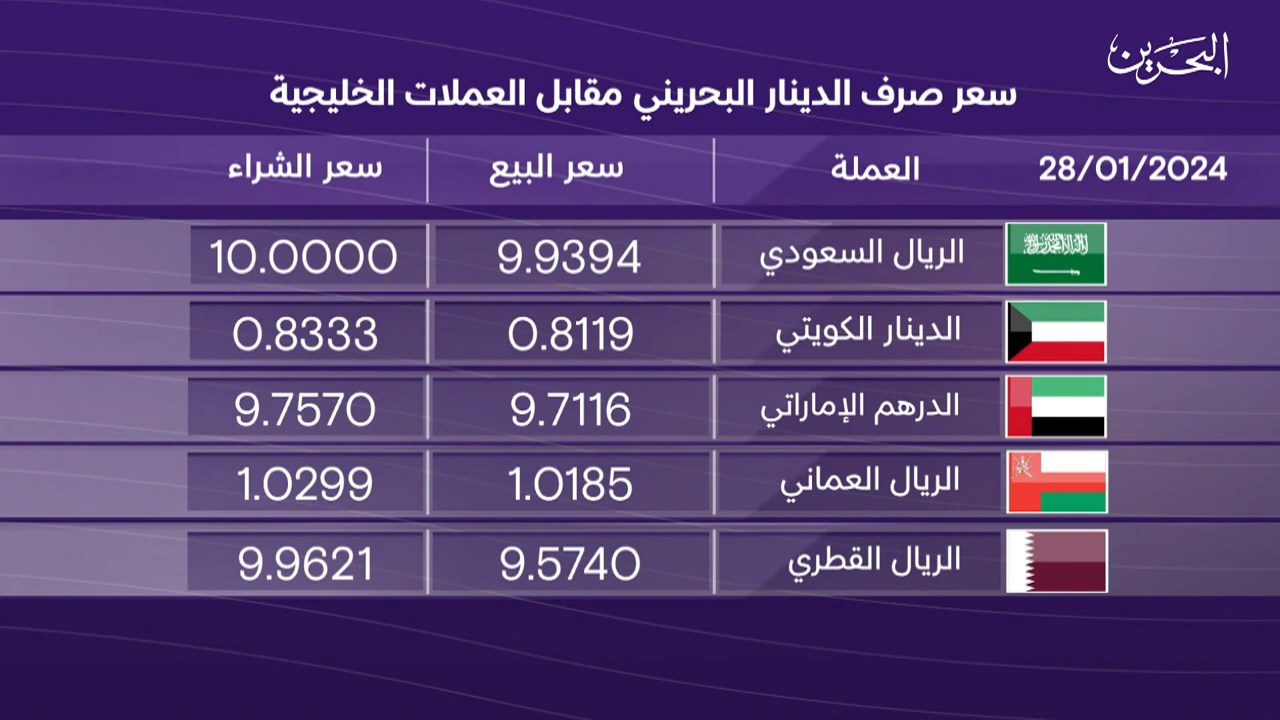 البحرين
سعر صرف الدينار البحريني مقابل العملات الخليجية
28/01/2024 العملة سعر البيع سعر الشراء
الريال السعودي 9.9394 10.0000
الدينار الكويتي 0.8119 0.8333
الدرهم الإماراتي 9.7116 9.7570
الريال العماني 1.0185 1.0299
الريال القطري 9.5740 9.9621